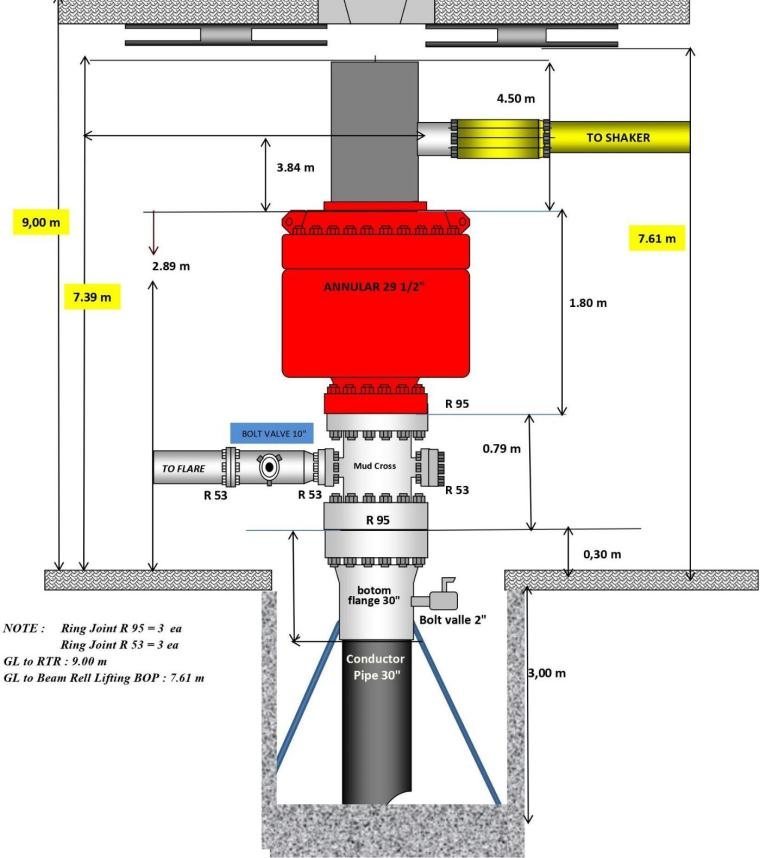 4.50 m
TO SHAKER
3.84 m
9,00 m
7.61 m
2.89 m
7.39 m
ANNULAR 29 1/2"
1.80 m
R 95
BOLT VALVE 10"
0.79 m
TO FLARE
Mud Cross
R 53
R 53
R 53
R 95
0,30 m
botom
flange 30"
Bolt valle 2"
NOTE : Ring Joint R 95 = 3 ea
Ring Joint R 53 = 3 ea
GL to RTR : 9.00 m
GL to Beam Rell Lifting BOP : 7.61 m
Conductor
Pipe 30"
3,00 m